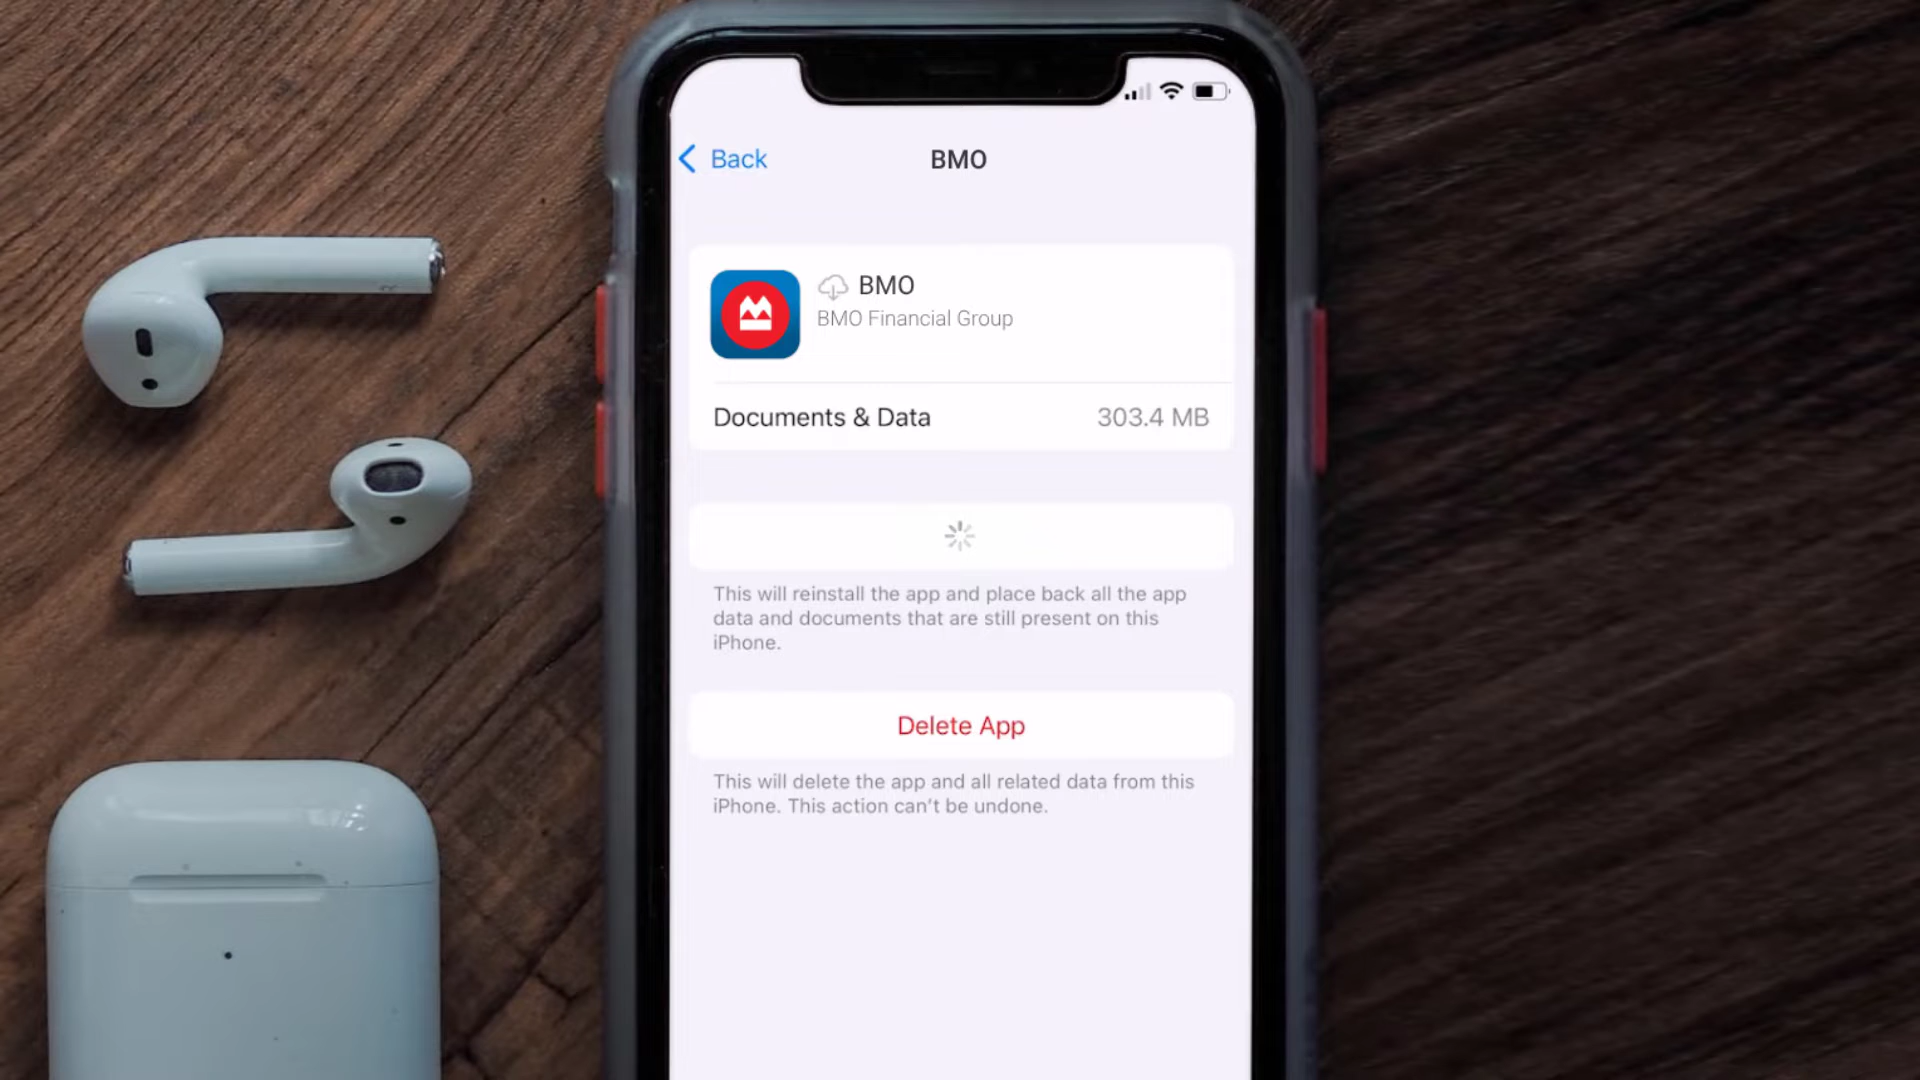 Back
BMO
BMO
BMO Financial Group
Documents & Data
303.4 MB
This will reinstall the app and place back all the app
data and documents that are still present on this
iPhone.
Delete App
This will delete the app and all related data from this
iPhone. This action can't be undone.